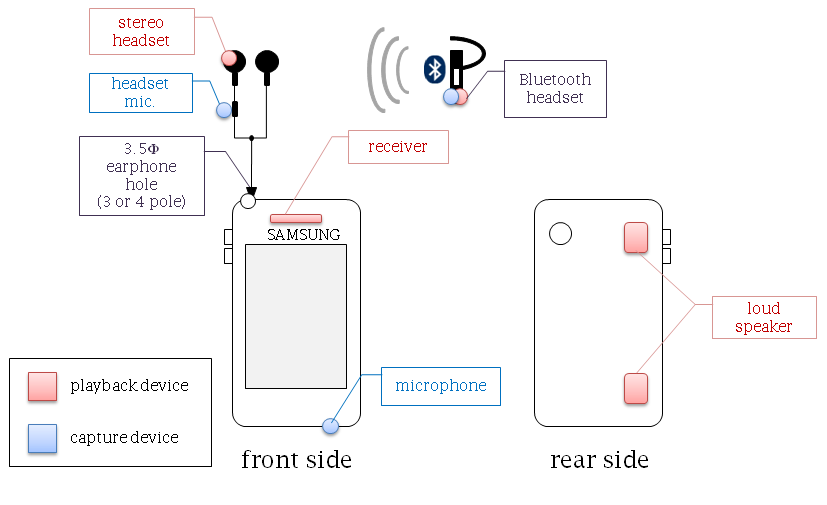 stereo
headset
headset
mic.
3.5Φ
earphone
hole
(3 or 4 pole)
Bluetooth
headset
receiver
SAMSUNG
loud
speaker
playback device
capture device
microphone
front side
rear side